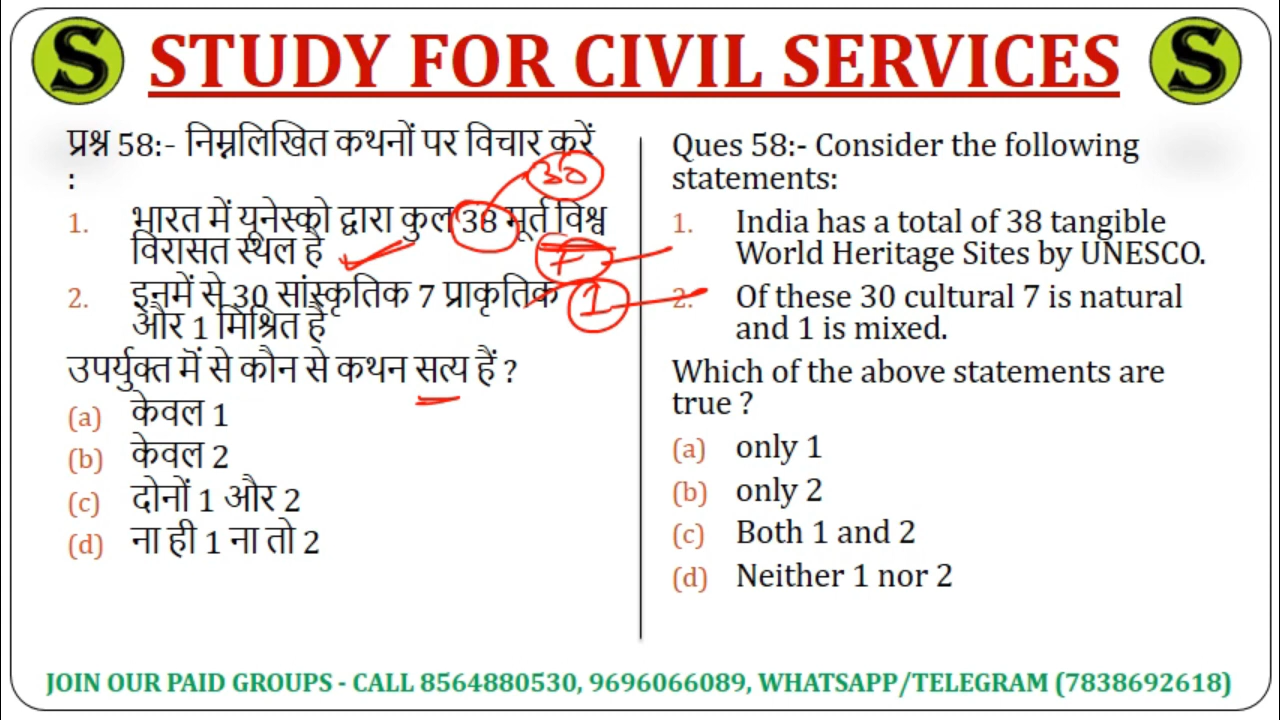 S
STUDY FOR CIVIL SERVICES
S
प्रश्न 58:- निम्नलिखित कथनों पर विचार करें
:
1. भारत में यूनेस्को द्वारा कुल 38 मूर्त विश्व
विरासत स्थल है
2. इनमें से 30 सांस्कृतिक 7 प्राकृतिक
और 1 मिश्रित है
उपर्युक्त में से कौन से कथन सत्य हैं ?
(a) केवल 1
(b) केवल 2
(c) दोनों 1 और 2
(d) ना ही 1 ना तो 2
30
7
1
Ques 58:- Consider the following
statements:
1. India has a total of 38 tangible
World Heritage Sites by UNESCO.
2. Of these 30 cultural 7 is natural
and 1 is mixed.
Which of the above statements are
true ?
(a) only 1
(b) only 2
(c) Both 1 and 2
(d) Neither 1 nor 2
JOIN OUR PAID GROUPS - CALL 8564880530, 9696066089, WHATSAPP/TELEGRAM (7838692618)